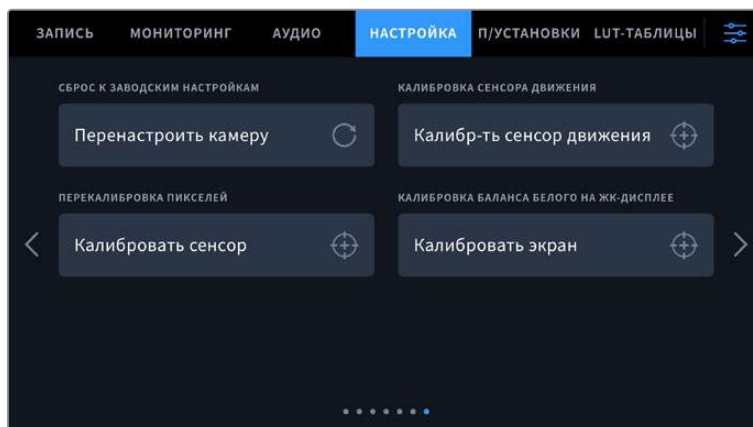 ЗАПИСЬ МОНИТОРИНГ АУДИО НАСТРОЙКА П/УСТАНОВКИ LUT-ТАБЛИЦЫ
СБРОС К ЗАВОДСКИМ НАСТРОЙКАМ КАЛИБРОВКА СЕНСОРА ДВИЖЕНИЯ
Перенастроить камеру Калибр-ть сенсор движения
ПЕРЕКАЛИБРОВКА ПИКСЕЛЕЙ КАЛИБРОВКА БАЛАНСА БЕЛОГО НА ЖК-ДИСПЛЕЕ
Калибровать сенсор Калибровать экран